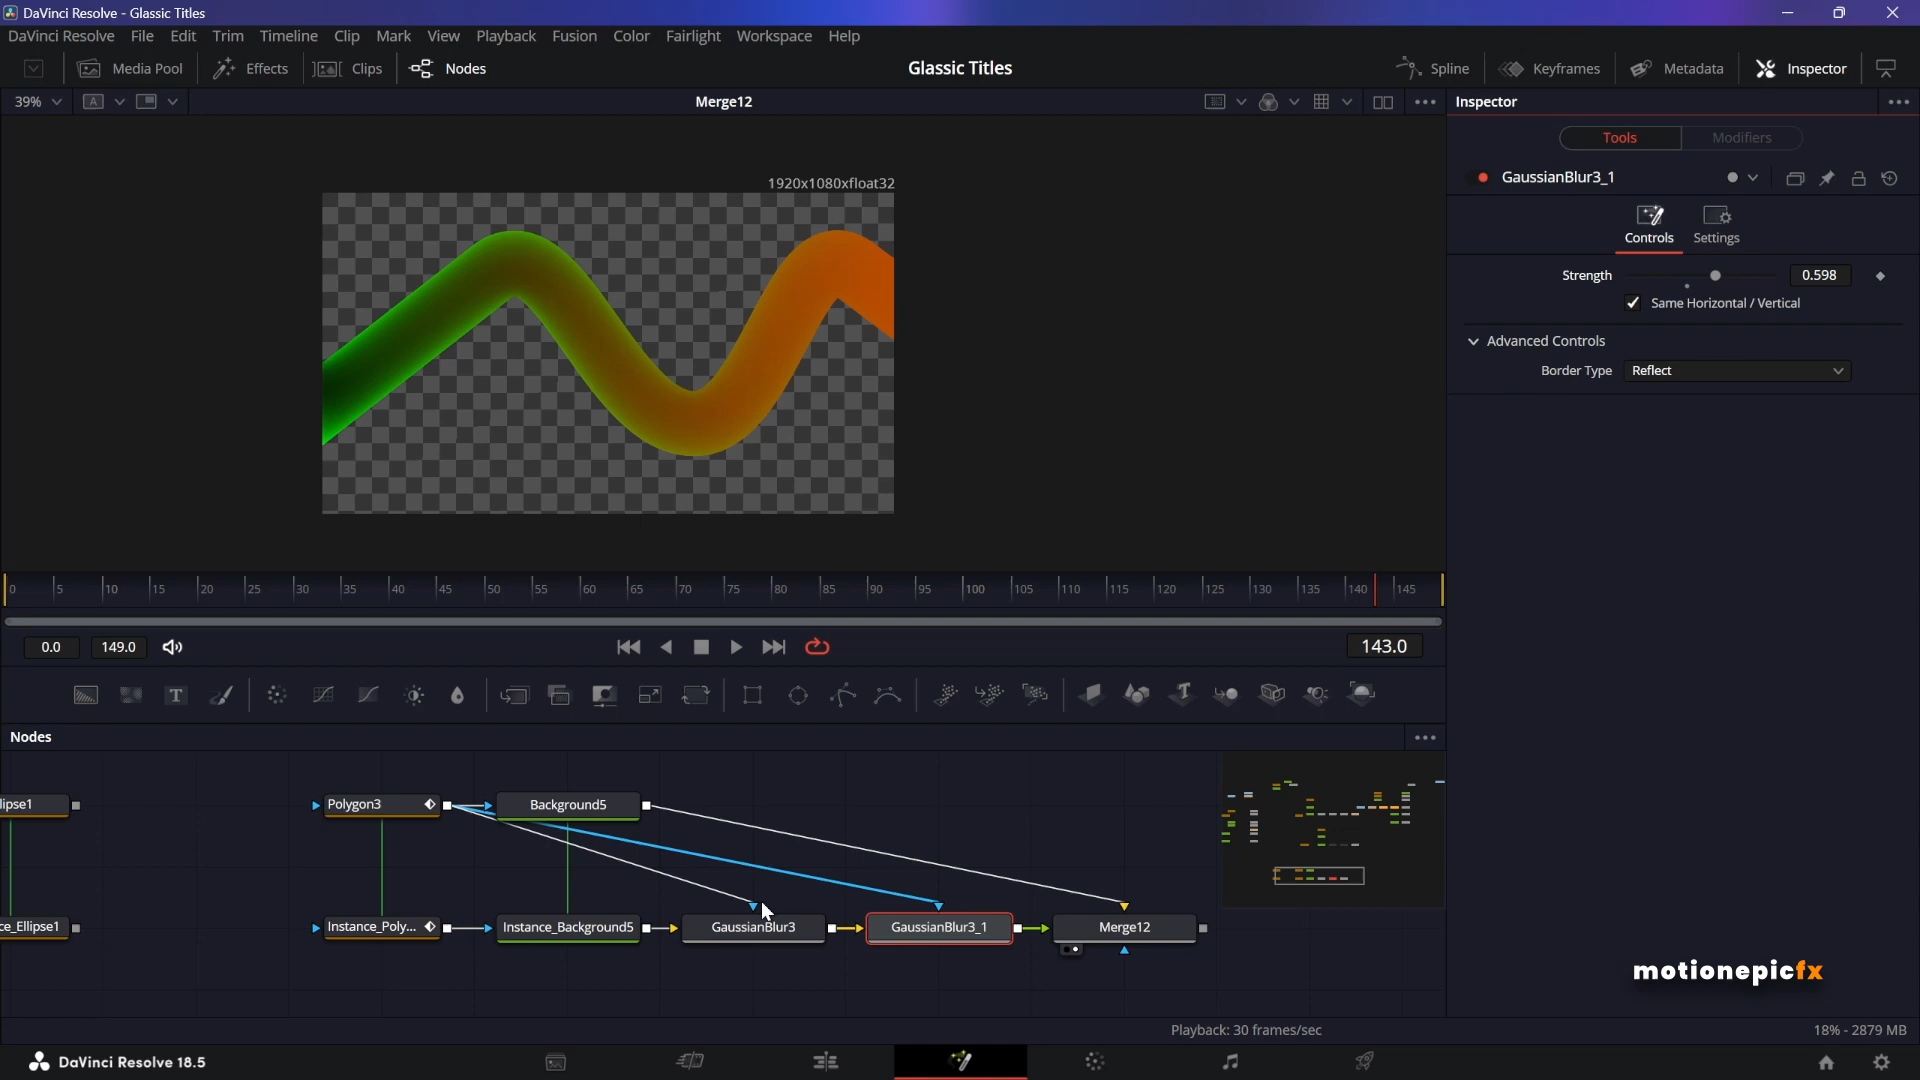 DaVinci Resolve - Glassic Titles
DaVinci Resolve File Edit Trim Timeline Clip Mark View Playback Fusion Color Fairlight Workspace Help
Media Pool Effects Clips Nodes Glassic Titles Spline Keyframes Metadata Inspector
39% A Merge12 Inspector
Tools Modifiers
1920x1080xfloat32
GaussianBlur3_1
Controls Settings
Strength 0.598
Same Horizontal / Vertical
Advanced Controls
Border Type Reflect
0 5 10 15 20 25 30 35 40 45 50 55 60 65 70 75 80 85 90 95 100 105 110 115 120 125 130 135 140 145
0.0 149.0 143.0
T T
Nodes
lipse1 Polygon3 Background5
ce_Ellipse1 Instance_Poly... Instance_Background5 GaussianBlur3 GaussianBlur3_1 Merge12
motionepicfx
Playback: 30 frames/sec 18% - 2879 MB
DaVinci Resolve 18.5